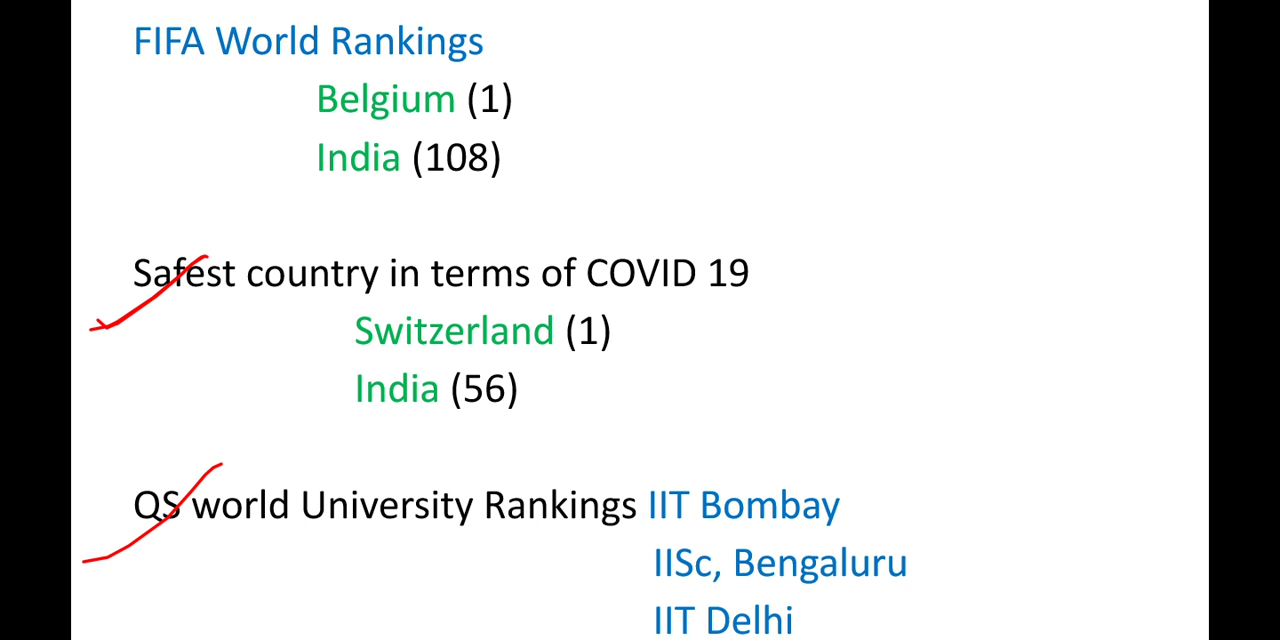 FIFA World Rankings
Belgium (1)
India (108)
Safest country in terms of COVID 19
Switzerland (1)
India (56)
QS world University Rankings IIT Bombay
IISc, Bengaluru
IIT Delhi